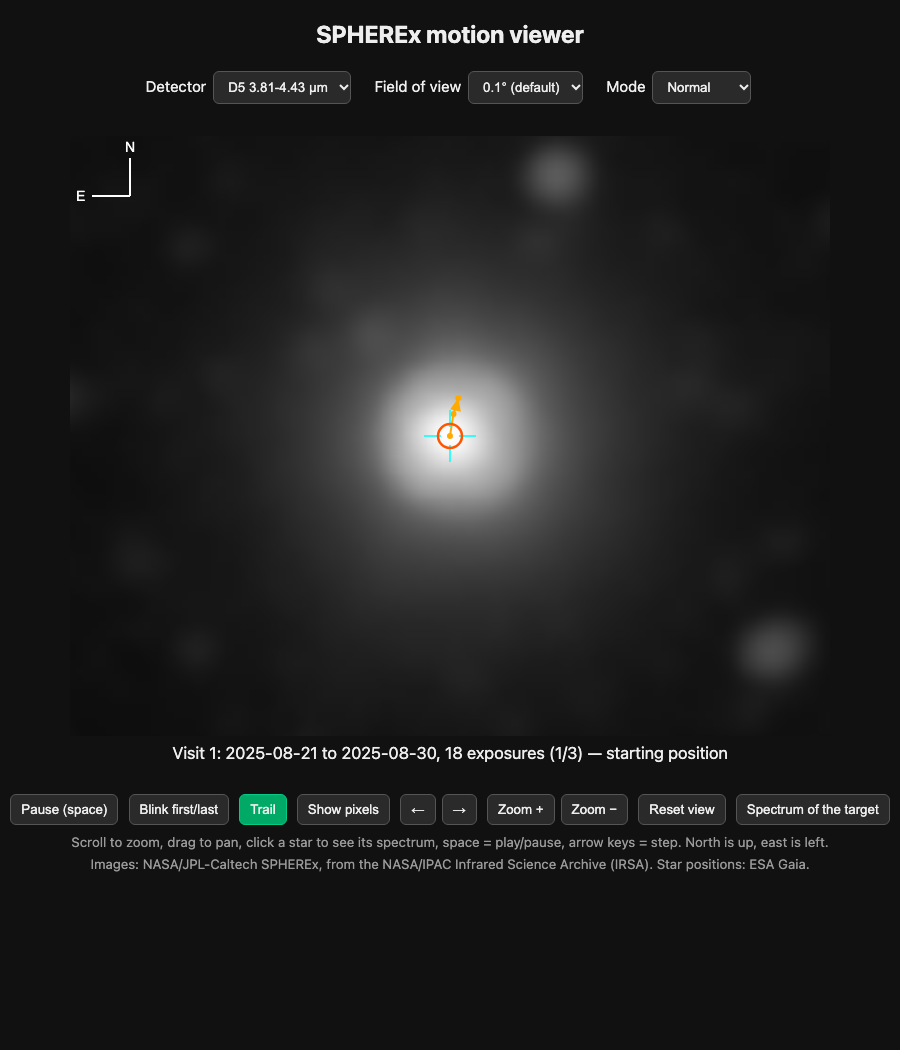 SPHEREx motion viewer
Detector D5 3.81-4.43 µm Field of view 0.1° (default) Mode Normal
N
E
Visit 1: 2025-08-21 to 2025-08-30, 18 exposures (1/3) — starting position
Pause (space) Blink first/last Trail Show pixels ← → Zoom + Zoom − Reset view Spectrum of the target
Scroll to zoom, drag to pan, click a star to see its spectrum, space = play/pause, arrow keys = step. North is up, east is left.
Images: NASA/JPL-Caltech SPHEREx, from the NASA/IPAC Infrared Science Archive (IRSA). Star positions: ESA Gaia.